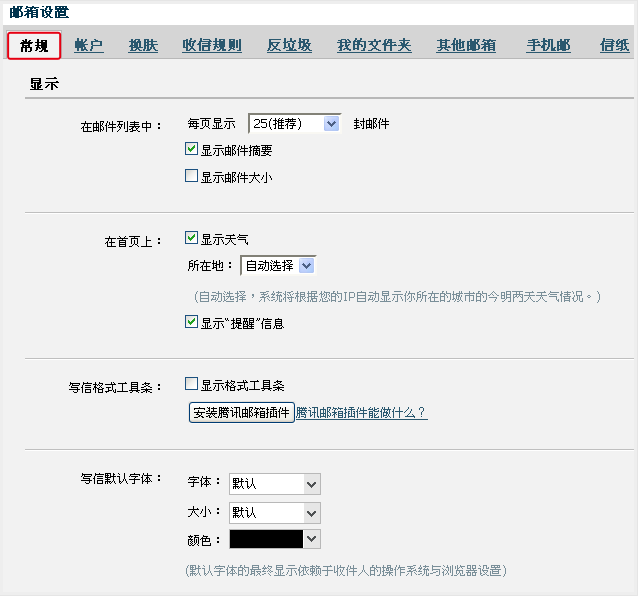 邮箱设置
常规 帐户 换肤 收信规则 反垃圾 我的文件夹 其他邮箱 手机邮 信纸
显示
在邮件列表中： 每页显示 25(推荐) 封邮件
显示邮件摘要
显示邮件大小
在首页上： 显示天气
所在地： 自动选择
(自动选择，系统将根据您的IP自动显示你所在的城市的今明两天天气情况。)
显示“提醒”信息
写信格式工具条： 显示格式工具条
安装腾讯邮箱插件 腾讯邮箱插件能做什么？
写信默认字体： 字体： 默认
大小： 默认
颜色：
(默认字体的最终显示依赖于收件人的操作系统与浏览器设置)